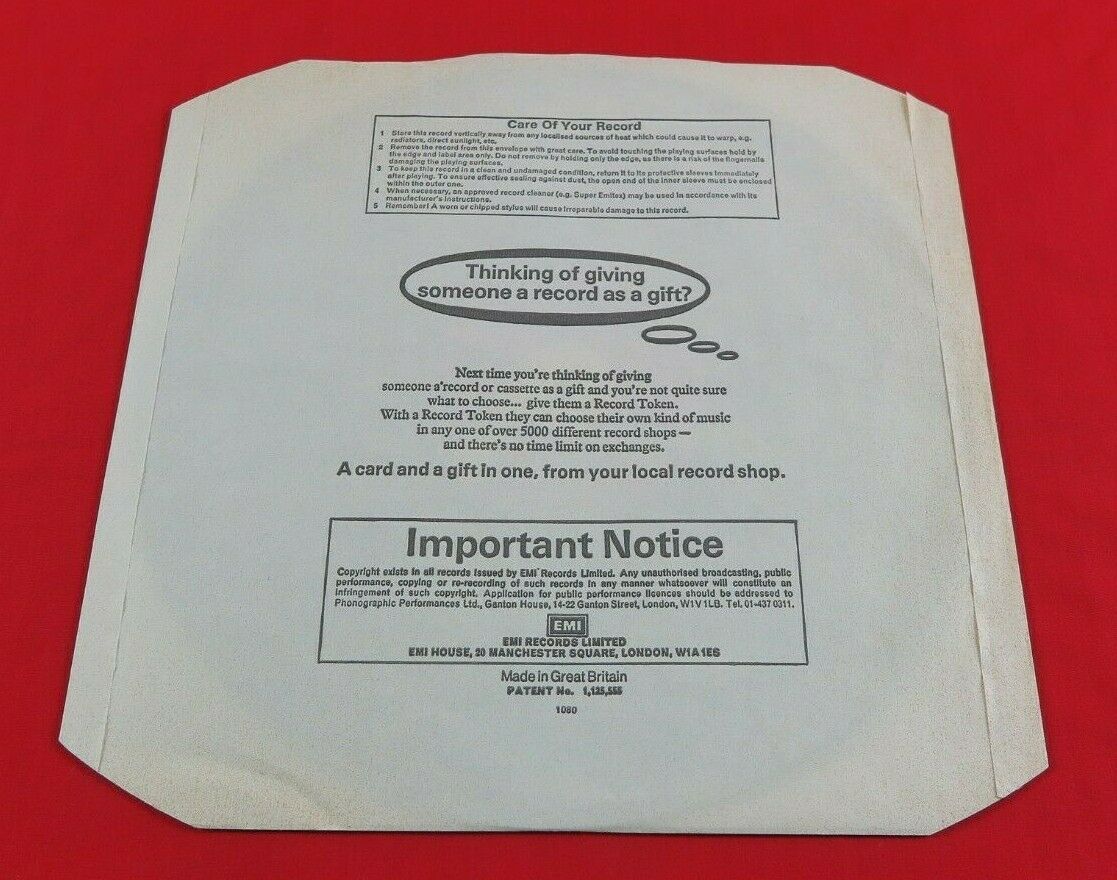 Care Of Your Record
1 Store this record vertically away from any localised sources of heat which could cause it to warp, e.g.
radiators, direct sunlight, etc.
2 Remove the record from this envelope with great care. To avoid touching the playing surfaces hold by
the edge and label area only. Do not remove by holding only the edge, as there is a risk of the fingernails
damaging the playing surfaces.
3 To keep this record in a clean and undamaged condition, return it to its protective sleeves immediately
after playing. To ensure effective sealing against dust, the open end of the inner sleeve must be enclosed
within the outer one.
4 When necessary, an approved record cleaner (e.g. Super Emitex) may be used in accordance with its
manufacturer's instructions.
5 Remember! A worn or chipped stylus will cause irreparable damage to this record.
Thinking of giving
someone a record as a gift?
Next time you're thinking of giving
someone a record or cassette as a gift and you're not quite sure
what to choose... give them a Record Token.
With a Record Token they can choose their own kind of music
in any one of over 5000 different record shops —
and there's no time limit on exchanges.
A card and a gift in one, from your local record shop.
Important Notice
Copyright exists in all records issued by EMI Records Limited. Any unauthorised broadcasting, public
performance, copying or re-recording of such records in any manner whatsoever will constitute an
infringement of such copyright. Application for public performance licences should be addressed to
Phonographic Performances Ltd., Ganton House, 14-22 Ganton Street, London, W1V 1LB. Tel. 01-437 0311.
EMI
EMI RECORDS LIMITED
EMI HOUSE, 20 MANCHESTER SQUARE, LONDON, W1A 1ES
Made in Great Britain
PATENT No. 1,125,555
1080